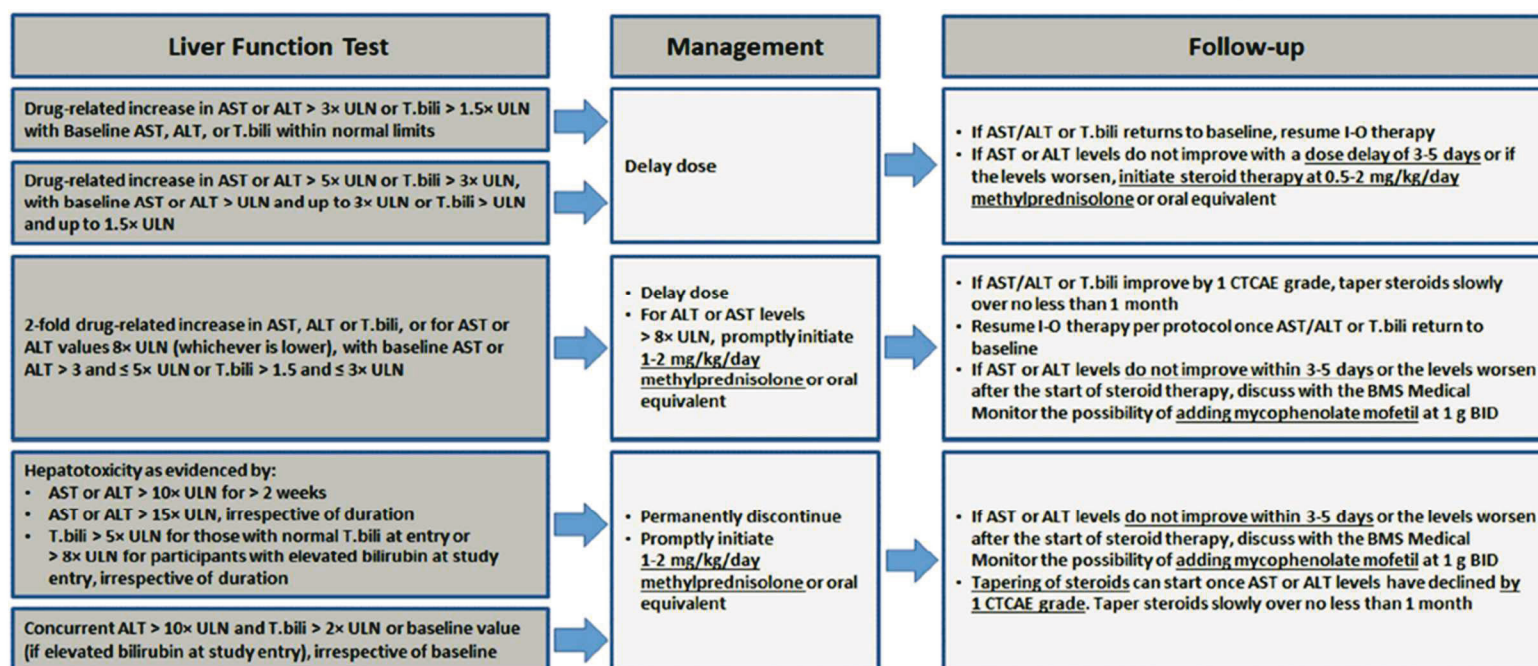 Liver Function Test
Management
Follow-up
Drug-related increase in AST or ALT > 3× ULN or T.bili > 1.5× ULN
with Baseline AST, ALT, or T.bili within normal limits
Drug-related increase in AST or ALT > 5× ULN or T.bili > 3× ULN,
with baseline AST or ALT > ULN and up to 3× ULN or T.bili > ULN
and up to 1.5× ULN
Delay dose
• If AST/ALT or T.bili returns to baseline, resume I-O therapy
• If AST or ALT levels do not improve with a dose delay of 3-5 days or if
the levels worsen, initiate steroid therapy at 0.5-2 mg/kg/day
methylprednisolone or oral equivalent
2-fold drug-related increase in AST, ALT or T.bili, or for AST or
ALT values 8× ULN (whichever is lower), with baseline AST or
ALT > 3 and ≤ 5× ULN or T.bili > 1.5 and ≤ 3× ULN
• Delay dose
• For ALT or AST levels
> 8× ULN, promptly initiate
1-2 mg/kg/day
methylprednisolone or oral
equivalent
• If AST/ALT or T.bili improve by 1 CTCAE grade, taper steroids slowly
over no less than 1 month
• Resume I-O therapy per protocol once AST/ALT or T.bili return to
baseline
• If AST or ALT levels do not improve within 3-5 days or the levels worsen
after the start of steroid therapy, discuss with the BMS Medical
Monitor the possibility of adding mycophenolate mofetil at 1 g BID
Hepatotoxicity as evidenced by:
• AST or ALT > 10× ULN for > 2 weeks
• AST or ALT > 15× ULN, irrespective of duration
• T.bili > 5× ULN for those with normal T.bili at entry or
> 8× ULN for participants with elevated bilirubin at study
entry, irrespective of duration
Concurrent ALT > 10× ULN and T.bili > 2× ULN or baseline value
(if elevated bilirubin at study entry), irrespective of baseline
• Permanently discontinue
• Promptly initiate
1-2 mg/kg/day
methylprednisolone or oral
equivalent
• If AST or ALT levels do not improve within 3-5 days or the levels worsen
after the start of steroid therapy, discuss with the BMS Medical
Monitor the possibility of adding mycophenolate mofetil at 1 g BID
• Tapering of steroids can start once AST or ALT levels have declined by
1 CTCAE grade. Taper steroids slowly over no less than 1 month